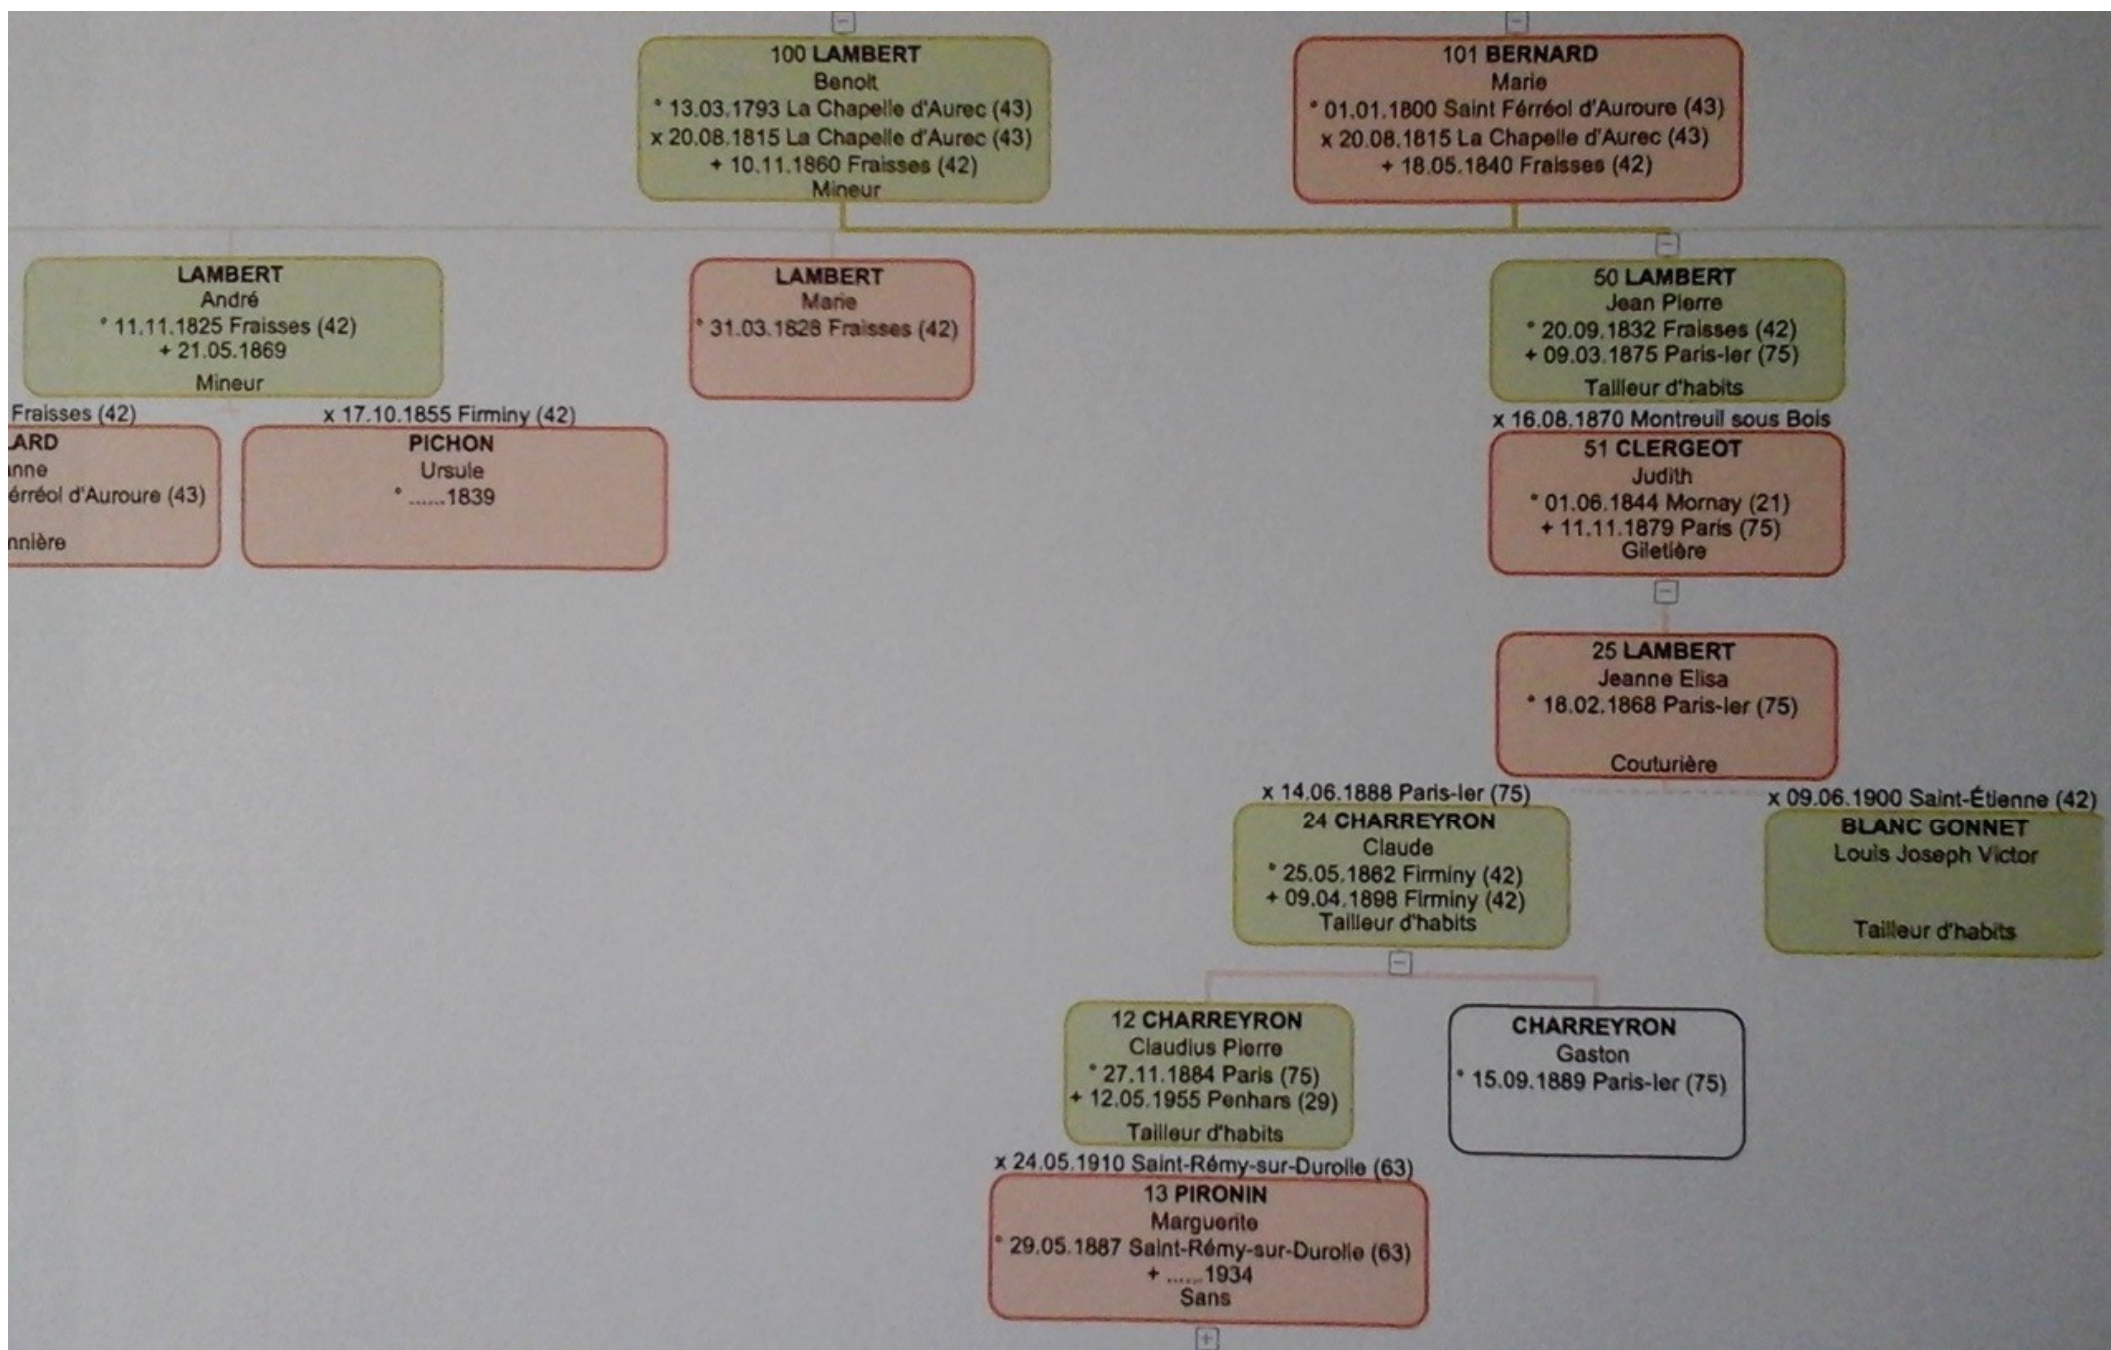 100 LAMBERT
Benoit
° 13.03.1793 La Chapelle d'Aurec (43)
x 20.08.1815 La Chapelle d'Aurec (43)
+ 10.11.1860 Fraisses (42)
Mineur
101 BERNARD
Marie
° 01.01.1800 Saint Férréol d'Auroure (43)
x 20.08.1815 La Chapelle d'Aurec (43)
+ 18.05.1840 Fraisses (42)
LAMBERT
André
° 11.11.1825 Fraisses (42)
+ 21.05.1869
Mineur
LAMBERT
Marie
° 31.03.1828 Fraisses (42)
50 LAMBERT
Jean Pierre
° 20.09.1832 Fraisses (42)
+ 09.03.1875 Paris-Ier (75)
Tailleur d'habits
Fraisses (42)
ARD
nne
érréol d'Auroure (43)
nnière
x 17.10.1855 Firminy (42)
PICHON
Ursule
° ......1839
x 16.08.1870 Montreuil sous Bois
51 CLERGEOT
Judith
° 01.06.1844 Mornay (21)
+ 11.11.1879 Paris (75)
Giletière
25 LAMBERT
Jeanne Elisa
° 18.02.1868 Paris-Ier (75)
Couturière
x 14.06.1888 Paris-Ier (75)
24 CHARREYRON
Claude
° 25.05.1862 Firminy (42)
+ 09.04.1898 Firminy (42)
Tailleur d'habits
x 09.06.1900 Saint-Étienne (42)
BLANC GONNET
Louis Joseph Victor
Tailleur d'habits
12 CHARREYRON
Claudius Pierre
° 27.11.1884 Paris (75)
+ 12.05.1955 Penhars (29)
Tailleur d'habits
CHARREYRON
Gaston
° 15.09.1889 Paris-Ier (75)
x 24.05.1910 Saint-Rémy-sur-Durolle (63)
13 PIRONIN
Marguerite
° 29.05.1887 Saint-Rémy-sur-Durolle (63)
+ ......1934
Sans